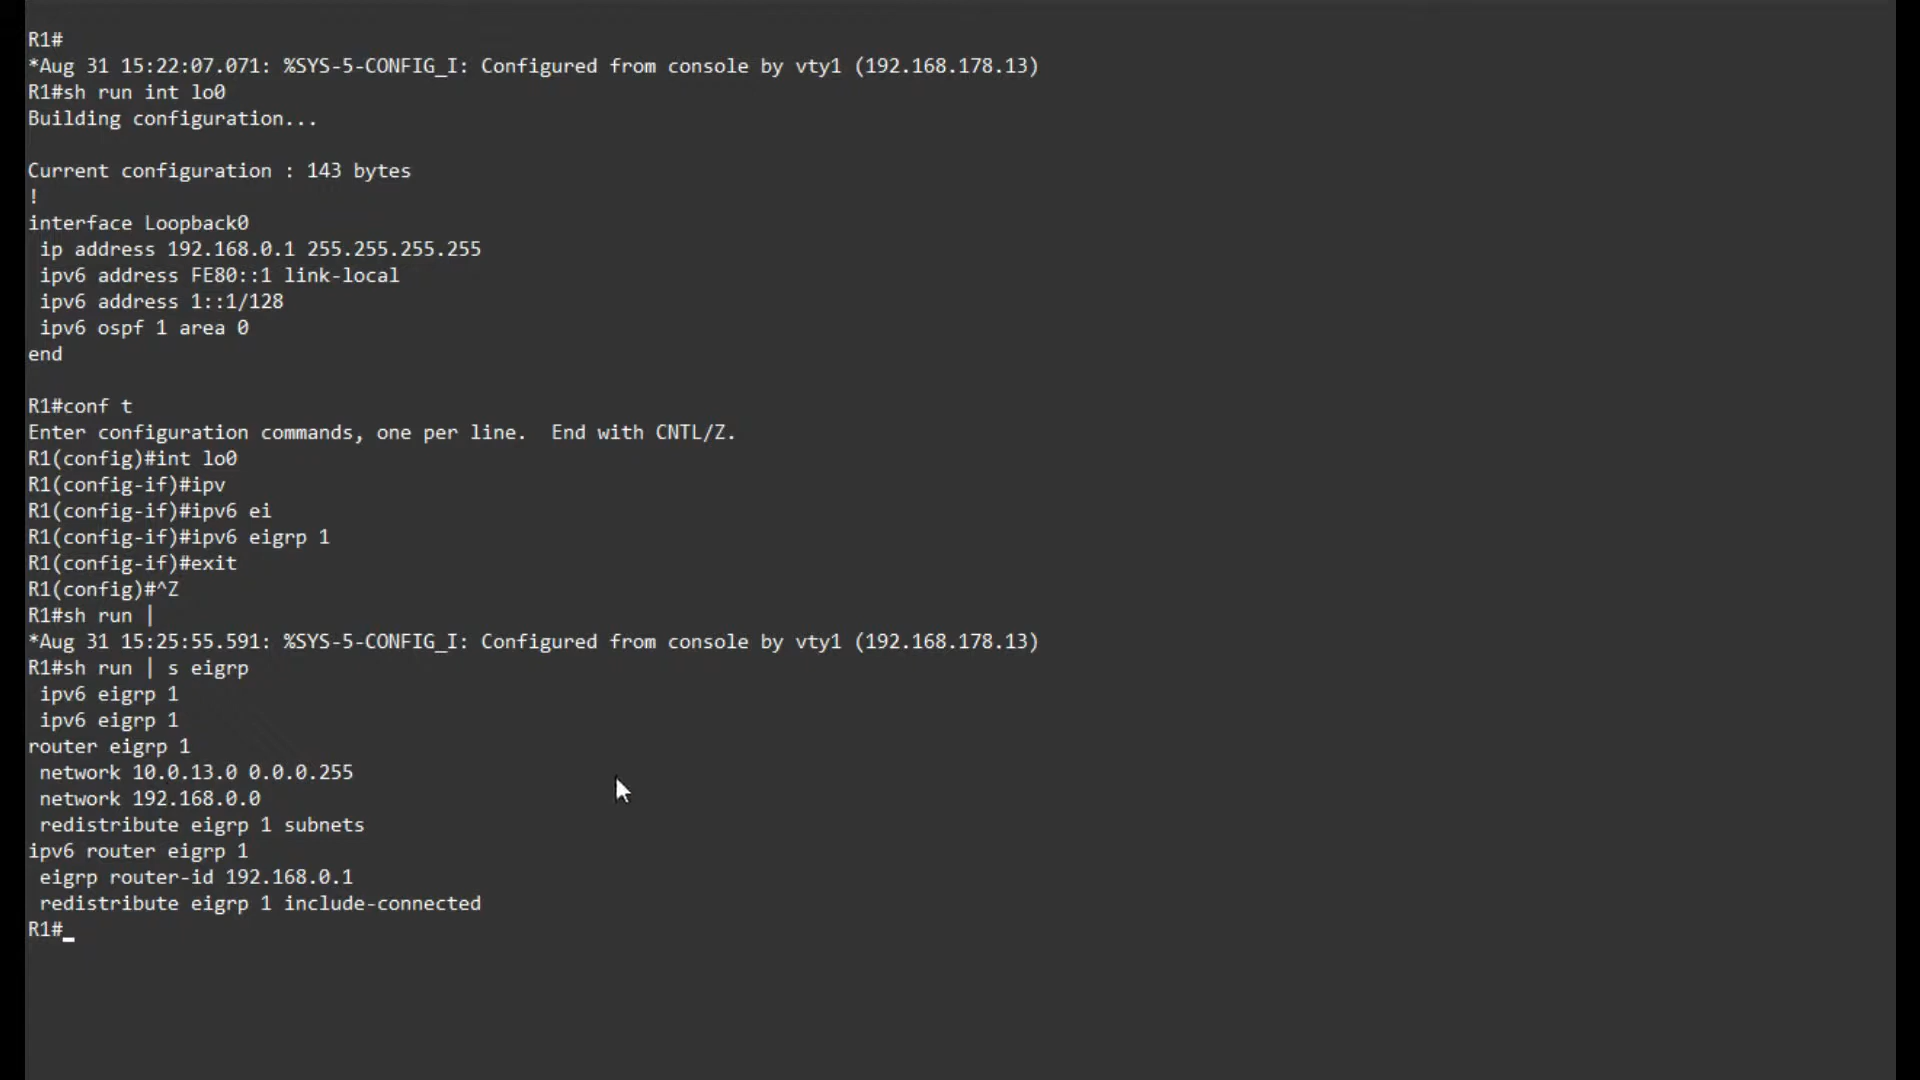 R1#
*Aug 31 15:22:07.071: %SYS-5-CONFIG_I: Configured from console by vty1 (192.168.178.13)
R1#sh run int lo0
Building configuration...
Current configuration : 143 bytes
!
interface Loopback0
 ip address 192.168.0.1 255.255.255.255
 ipv6 address FE80::1 link-local
 ipv6 address 1::1/128
 ipv6 ospf 1 area 0
end
R1#conf t
Enter configuration commands, one per line.  End with CNTL/Z.
R1(config)#int lo0
R1(config-if)#ipv
R1(config-if)#ipv6 ei
R1(config-if)#ipv6 eigrp 1
R1(config-if)#exit
R1(config)#^Z
R1#sh run |
*Aug 31 15:25:55.591: %SYS-5-CONFIG_I: Configured from console by vty1 (192.168.178.13)
R1#sh run | s eigrp
 ipv6 eigrp 1
 ipv6 eigrp 1
router eigrp 1
 network 10.0.13.0 0.0.0.255
 network 192.168.0.0
 redistribute eigrp 1 subnets
ipv6 router eigrp 1
 eigrp router-id 192.168.0.1
 redistribute eigrp 1 include-connected
R1#